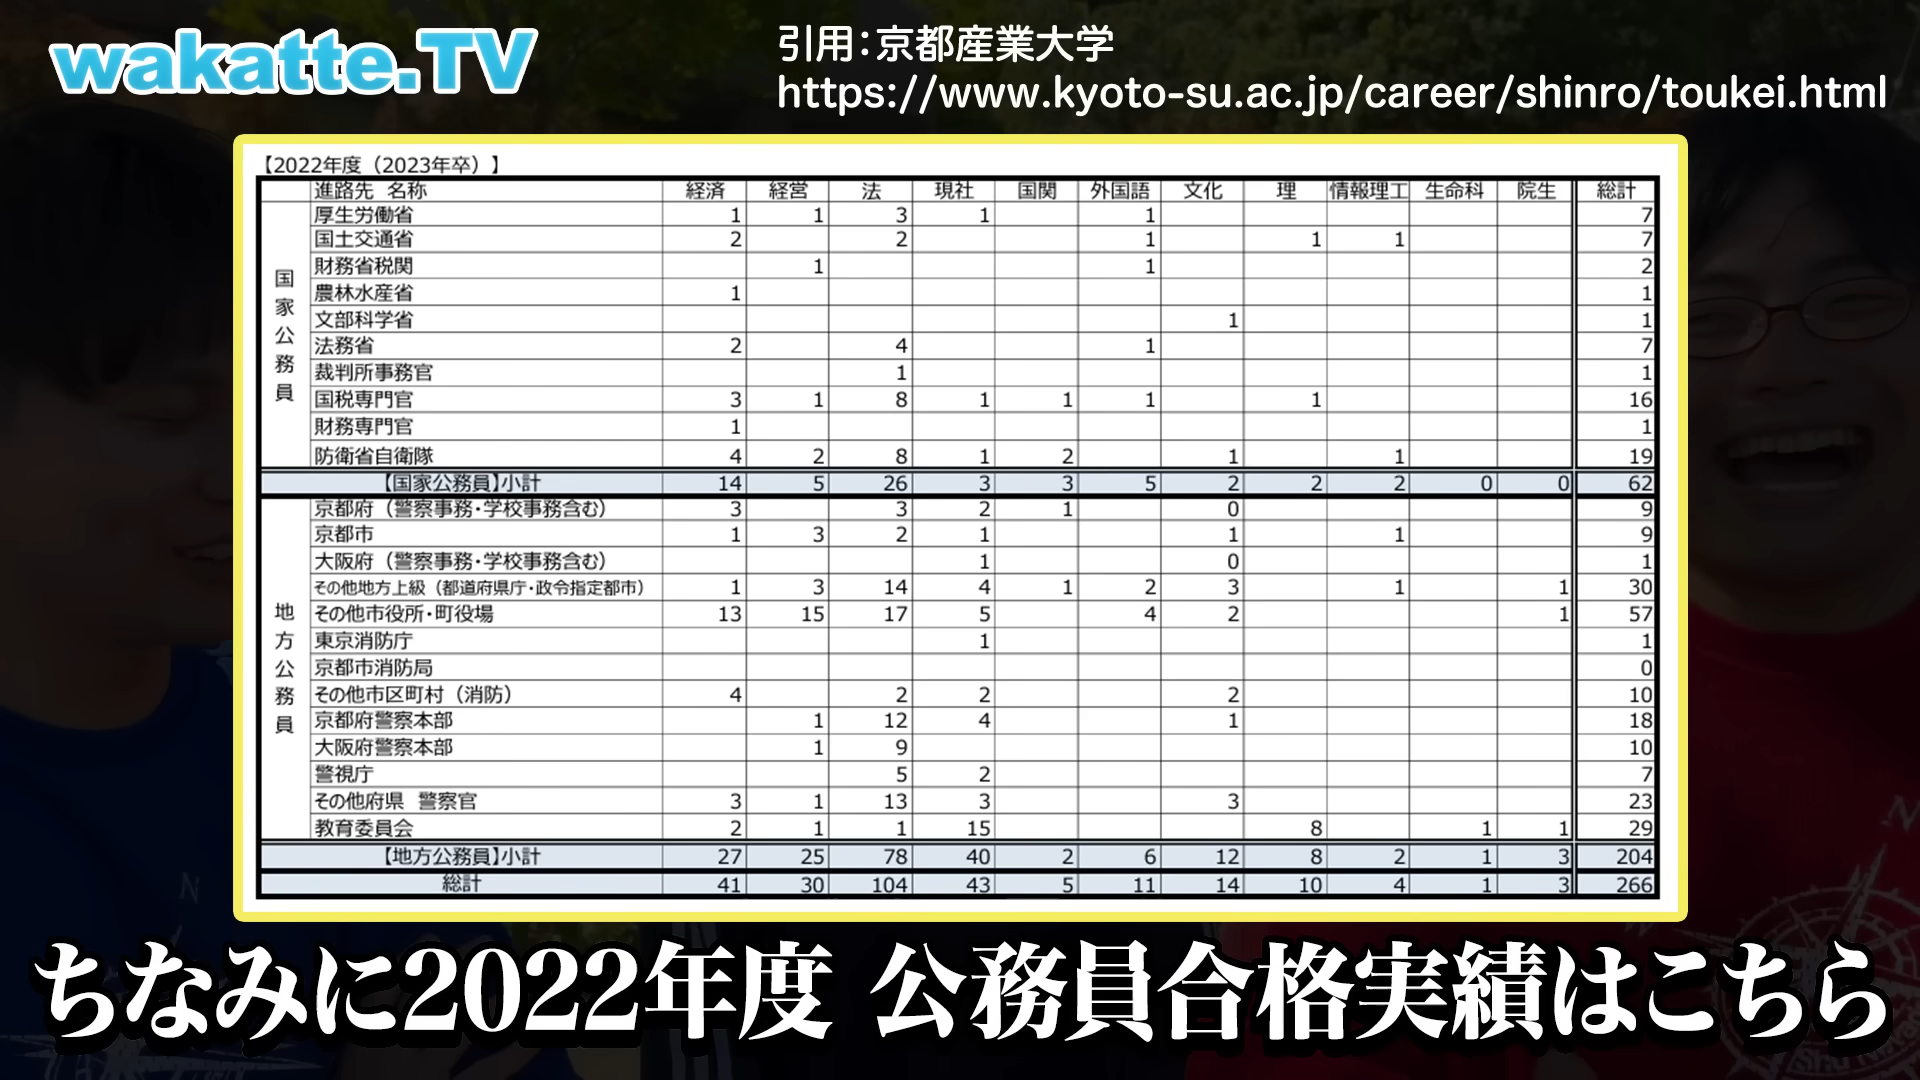 wakatte.TV
引用：京都産業大学
https://www.kyoto-su.ac.jp/career/shinro/toukei.html
【2022年度（2023年卒）】
進路先 名称 経済 経営 法 現社 国関 外国語 文化 理 情報理工 生命科 院生 総計
国家公務員
厚生労働省 1 1 3 1 1 7
国土交通省 2 2 1 1 1 7
財務省税関 1 1 2
農林水産省 1 1
文部科学省 1 1
法務省 2 4 1 7
裁判所事務官 1 1
国税専門官 3 1 8 1 1 1 1 16
財務専門官 1 1
防衛省自衛隊 4 2 8 1 2 1 1 19
【国家公務員】小計 14 5 26 3 3 5 2 2 2 0 0 62
地方公務員
京都府（警察事務・学校事務含む） 3 3 2 1 0 9
京都市 1 3 2 1 1 1 9
大阪府（警察事務・学校事務含む） 1 0 1
その他地方上級（都道府県庁・政令指定都市） 1 3 14 4 1 2 3 1 1 30
その他市役所・町役場 13 15 17 5 4 2 1 57
東京消防庁 1 1
京都市消防局 0
その他市区町村（消防） 4 2 2 2 10
京都府警察本部 1 12 4 1 18
大阪府警察本部 1 9 10
警視庁 5 2 7
その他府県 警察官 3 1 13 3 3 23
教育委員会 2 1 1 15 8 1 1 29
【地方公務員】小計 27 25 78 40 2 6 12 8 2 1 3 204
総計 41 30 104 43 5 11 14 10 4 1 3 266
ちなみに2022年度 公務員合格実績はこちら